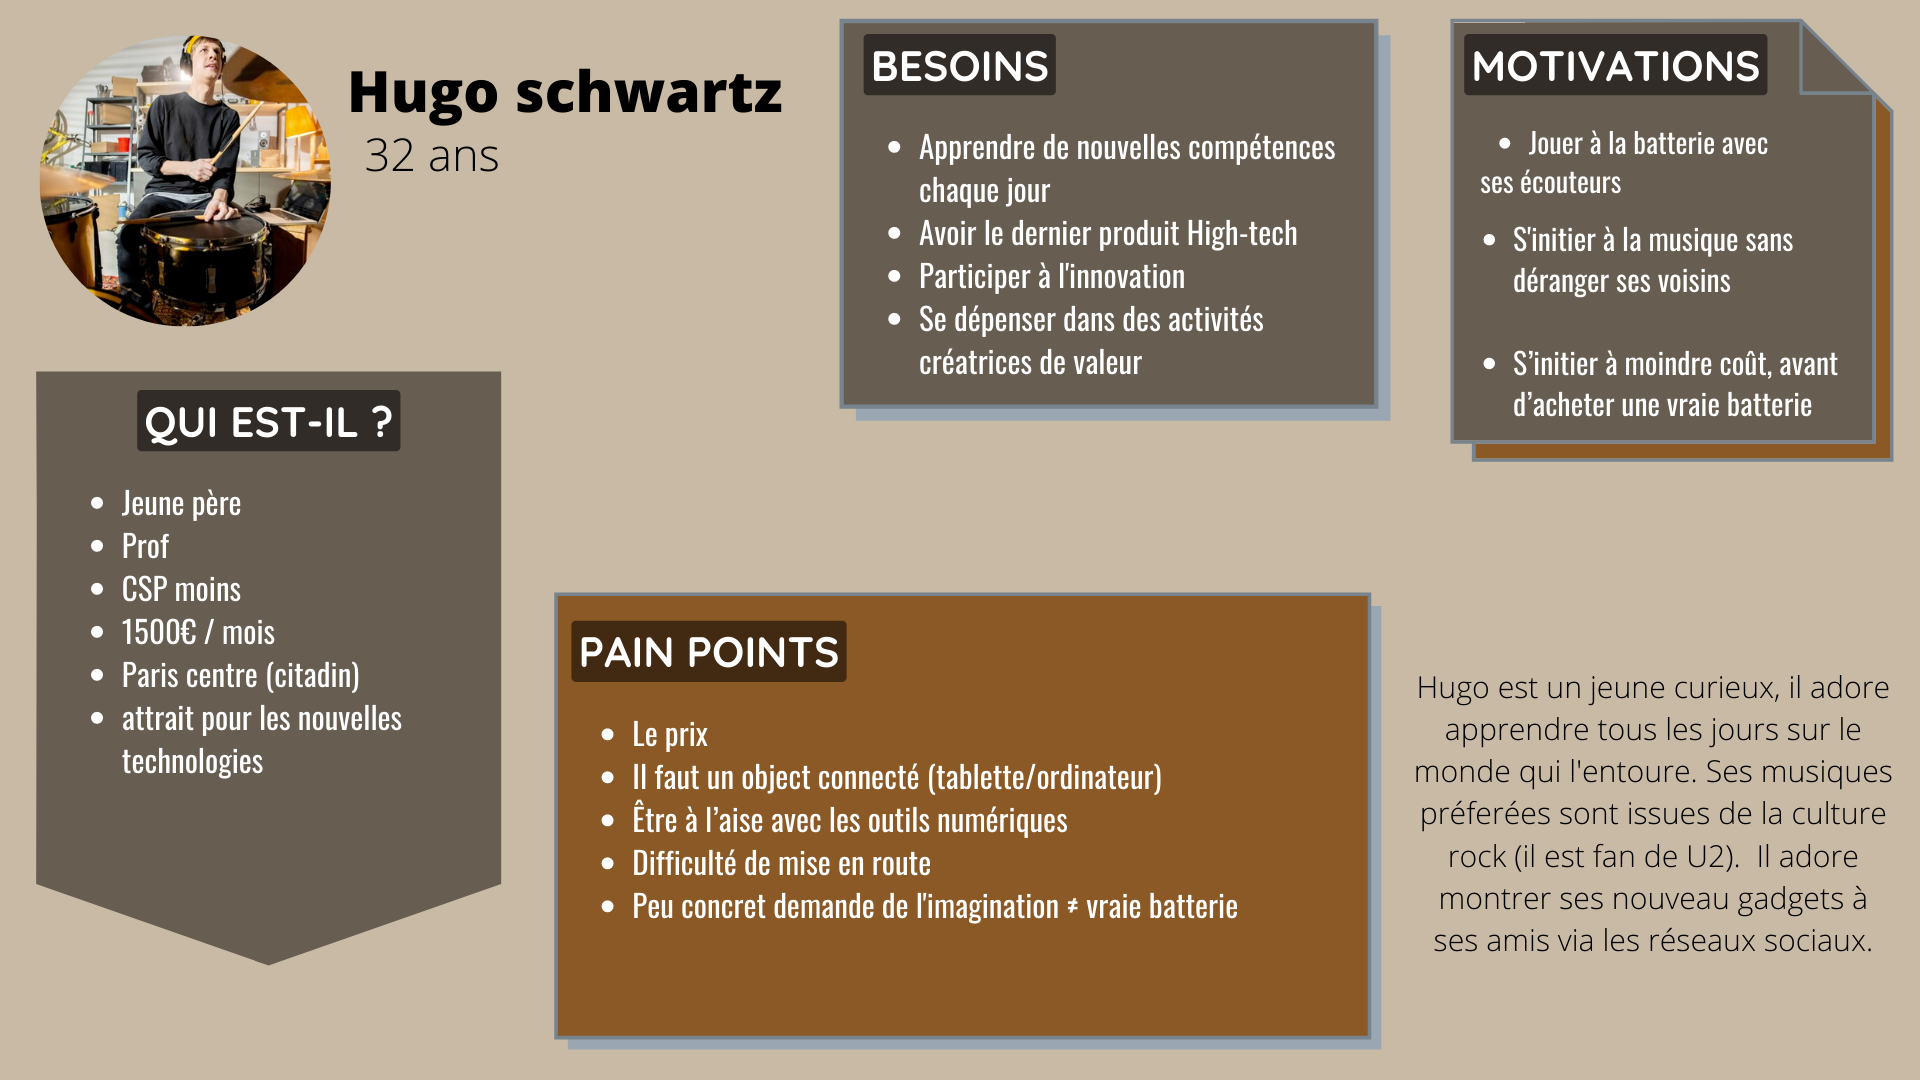 Hugo schwartz
32 ans
QUI EST-IL ?
• Jeune père
• Prof
• CSP moins
• 1500€ / mois
• Paris centre (citadin)
• attrait pour les nouvelles
technologies
BESOINS
• Apprendre de nouvelles compétences
chaque jour
• Avoir le dernier produit High-tech
• Participer à l'innovation
• Se dépenser dans des activités
créatrices de valeur
MOTIVATIONS
• Jouer à la batterie avec
ses écouteurs
• S'initier à la musique sans
déranger ses voisins
• S’initier à moindre coût, avant
d’acheter une vraie batterie
PAIN POINTS
• Le prix
• Il faut un object connecté (tablette/ordinateur)
• Être à l’aise avec les outils numériques
• Difficulté de mise en route
• Peu concret demande de l'imagination ≠ vraie batterie
Hugo est un jeune curieux, il adore
apprendre tous les jours sur le
monde qui l'entoure. Ses musiques
préferées sont issues de la culture
rock (il est fan de U2).  Il adore
montrer ses nouveau gadgets à
ses amis via les réseaux sociaux.